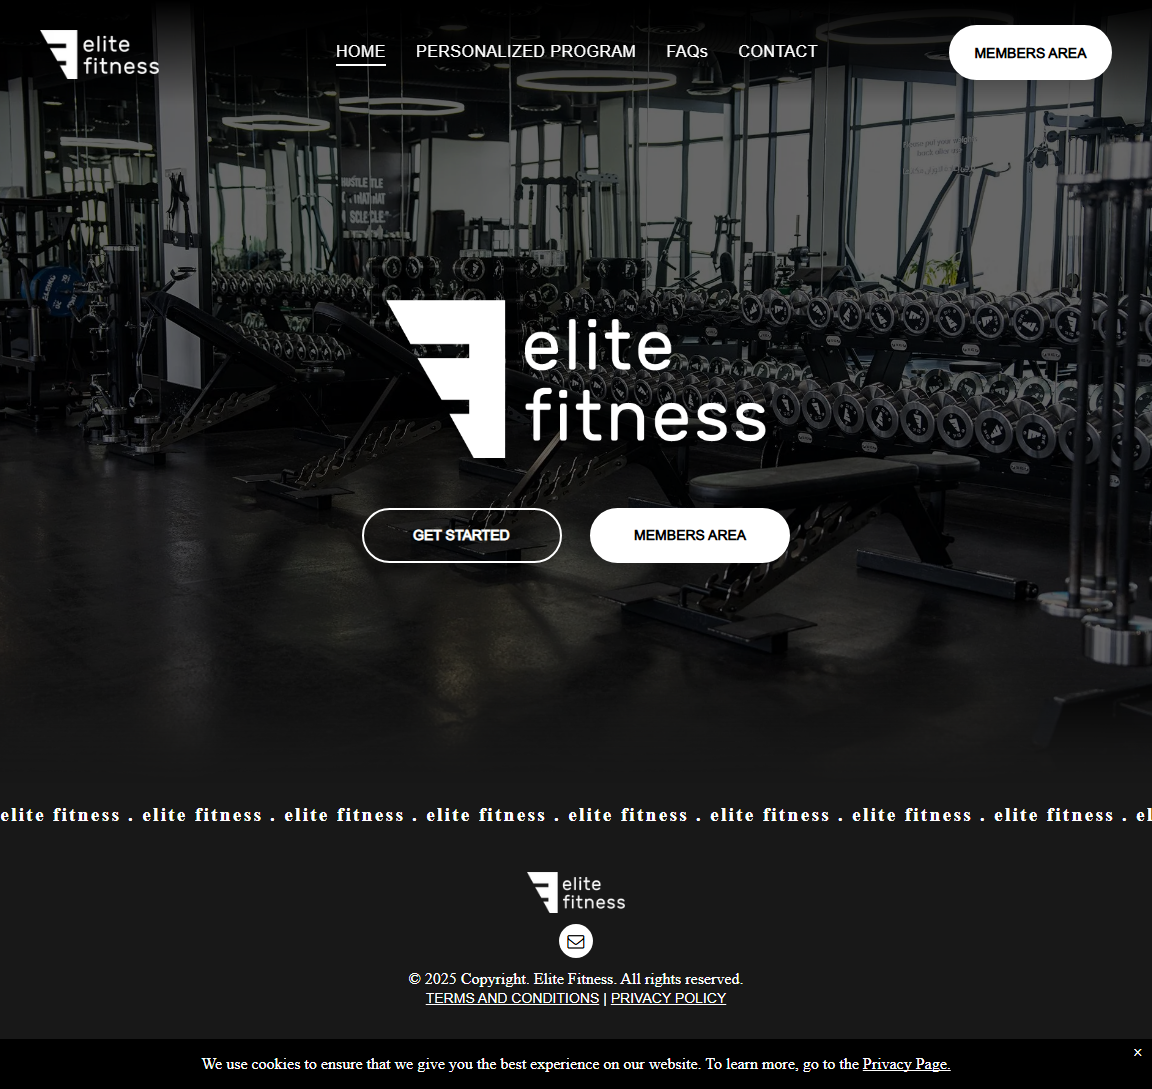 elite
fitness
HOME
PERSONALIZED PROGRAM
FAQs
CONTACT
MEMBERS AREA
HUSTLE
elite
fitness
GET STARTED
MEMBERS AREA
elite fitness . elite fitness . elite fitness . elite fitness . elite fitness . elite fitness . elite fitness . elite fitness . el
elite
fitness
© 2025 Copyright. Elite Fitness. All rights reserved.
TERMS AND CONDITIONS | PRIVACY POLICY
We use cookies to ensure that we give you the best experience on our website. To learn more, go to the Privacy Page.
×